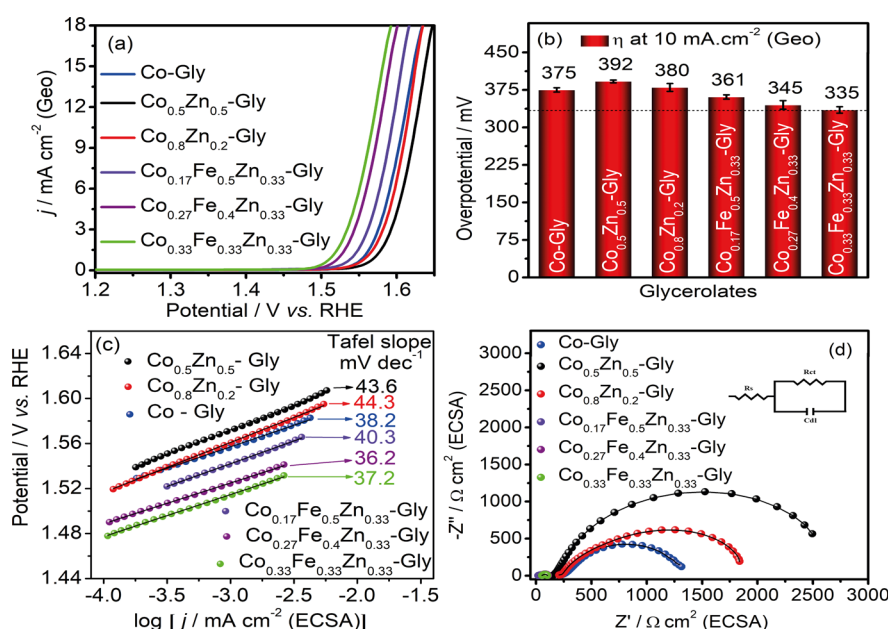 (a)
j / mA cm⁻² (Geo)
18
15
12
9
6
3
0
Co-Gly
Co₀.₅Zn₀.₅-Gly
Co₀.₈Zn₀.₂-Gly
Co₀.₁₇Fe₀.₅Zn₀.₃₃-Gly
Co₀.₂₇Fe₀.₄Zn₀.₃₃-Gly
Co₀.₃₃Fe₀.₃₃Zn₀.₃₃-Gly
1.2 1.3 1.4 1.5 1.6
Potential / V vs. RHE
(b)
η at 10 mA.cm⁻² (Geo)
Overpotential / mV
450
375
300
225
150
75
0
375 392 380 361 345 335
Co-Gly
Co₀.₅Zn₀.₅-Gly
Co₀.₈Zn₀.₂-Gly
Co₀.₁₇Fe₀.₅Zn₀.₃₃-Gly
Co₀.₂₇Fe₀.₄Zn₀.₃₃-Gly
Co₀.₃₃Fe₀.₃₃Zn₀.₃₃-Gly
Glycerolates
(c)
Potential / V vs. RHE
1.64
1.60
1.56
1.52
1.48
1.44
Co₀.₅Zn₀.₅- Gly
Co₀.₈Zn₀.₂- Gly
Co - Gly
Tafel slope
mV dec⁻¹
43.6
44.3
38.2
40.3
36.2
37.2
Co₀.₁₇Fe₀.₅Zn₀.₃₃-Gly
Co₀.₂₇Fe₀.₄Zn₀.₃₃-Gly
Co₀.₃₃Fe₀.₃₃Zn₀.₃₃-Gly
-4.0 -3.5 -3.0 -2.5 -2.0 -1.5
log [ j / mA cm⁻² (ECSA)]
(d)
-Z'' / Ω cm² (ECSA)
3000
2500
2000
1500
1000
500
0
Co-Gly
Co₀.₅Zn₀.₅-Gly
Co₀.₈Zn₀.₂-Gly
Co₀.₁₇Fe₀.₅Zn₀.₃₃-Gly
Co₀.₂₇Fe₀.₄Zn₀.₃₃-Gly
Co₀.₃₃Fe₀.₃₃Zn₀.₃₃-Gly
Rs
Rct
Cdl
0 500 1000 1500 2000 2500 3000
Z' / Ω cm² (ECSA)